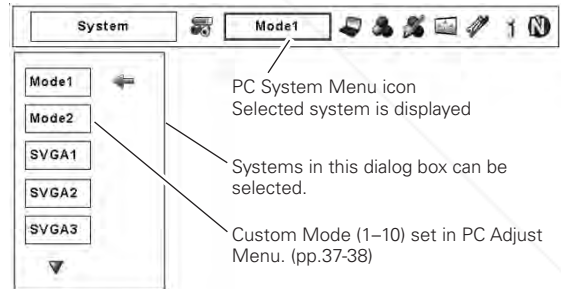 System
Mode1
N
Mode1
Mode2
SVGA1
SVGA2
SVGA3
PC System Menu icon
Selected system is displayed
Systems in this dialog box can be
selected.
Custom Mode (1–10) set in PC Adjust
Menu. (pp.37-38)